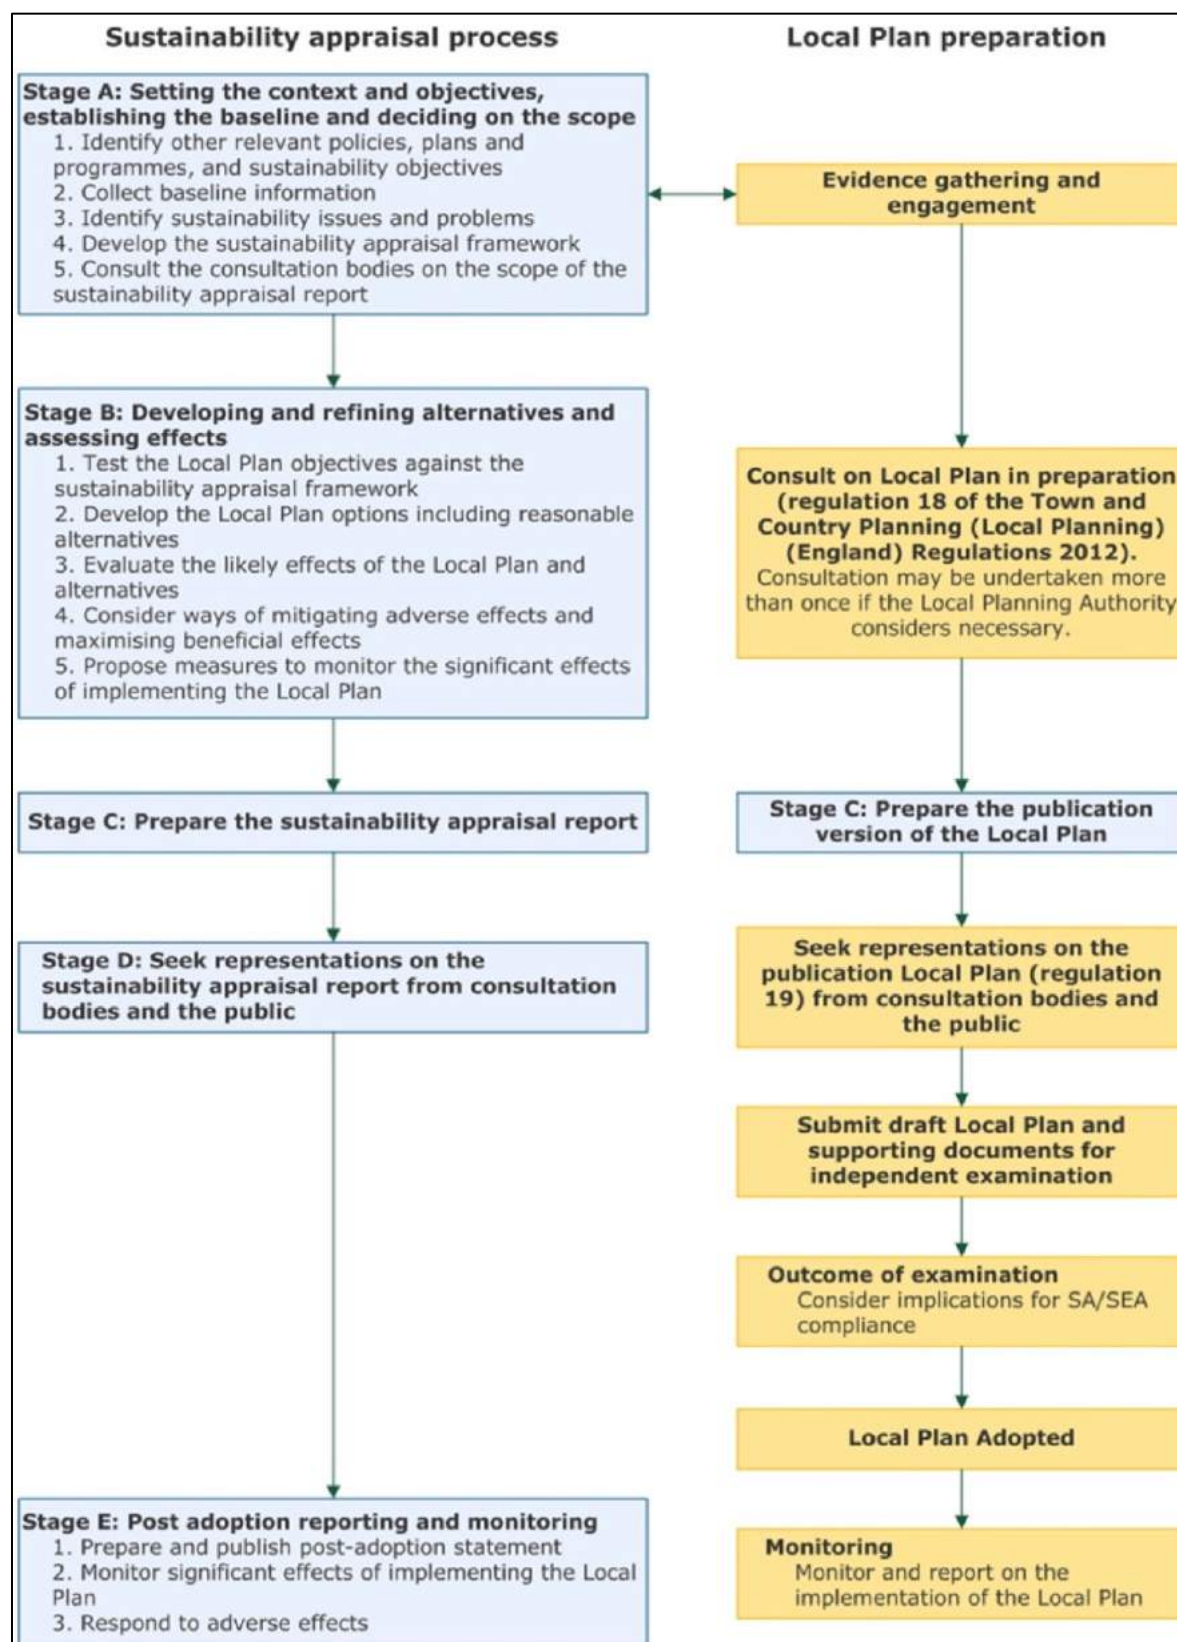 Sustainability appraisal process
Stage A: Setting the context and objectives,
establishing the baseline and deciding on the scope
1. Identify other relevant policies, plans and
programmes, and sustainability objectives
2. Collect baseline information
3. Identify sustainability issues and problems
4. Develop the sustainability appraisal framework
5. Consult the consultation bodies on the scope of the
sustainability appraisal report
Stage B: Developing and refining alternatives and
assessing effects
1. Test the Local Plan objectives against the
sustainability appraisal framework
2. Develop the Local Plan options including reasonable
alternatives
3. Evaluate the likely effects of the Local Plan and
alternatives
4. Consider ways of mitigating adverse effects and
maximising beneficial effects
5. Propose measures to monitor the significant effects
of implementing the Local Plan
Stage C: Prepare the sustainability appraisal report
Stage D: Seek representations on the
sustainability appraisal report from consultation
bodies and the public
Stage E: Post adoption reporting and monitoring
1. Prepare and publish post-adoption statement
2. Monitor significant effects of implementing the Local
Plan
3. Respond to adverse effects
Local Plan preparation
Evidence gathering and
engagement
Consult on Local Plan in preparation
(regulation 18 of the Town and
Country Planning (Local Planning)
(England) Regulations 2012).
Consultation may be undertaken more
than once if the Local Planning Authority
considers necessary.
Stage C: Prepare the publication
version of the Local Plan
Seek representations on the
publication Local Plan (regulation
19) from consultation bodies and
the public
Submit draft Local Plan and
supporting documents for
independent examination
Outcome of examination
Consider implications for SA/SEA
compliance
Local Plan Adopted
Monitoring
Monitor and report on the
implementation of the Local Plan